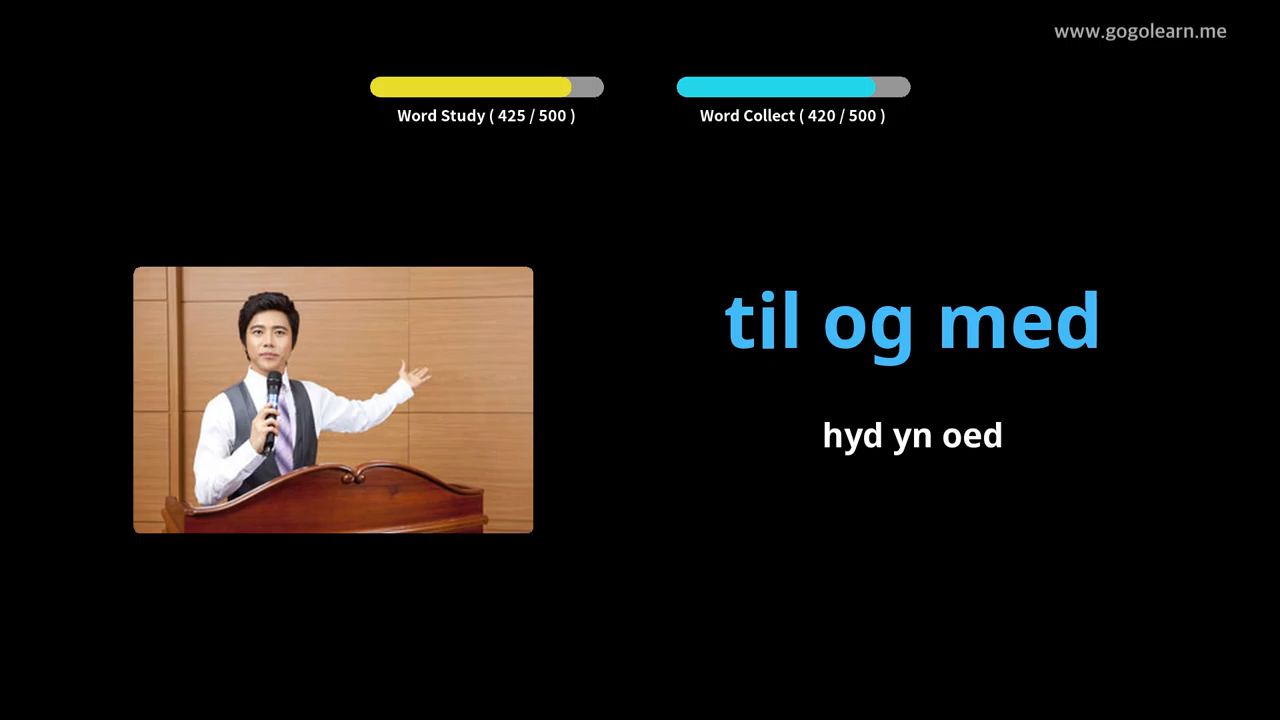 www.gogolearn.me
Word Study ( 425 / 500 )
Word Collect ( 420 / 500 )
til og med
hyd yn oed